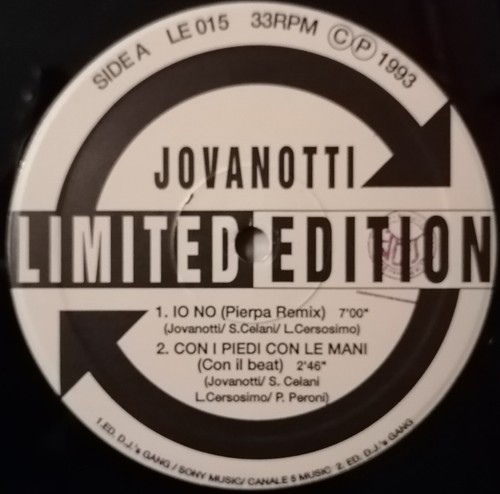 SIDE A LE 015 33RPM ©℗ 1993
JOVANOTTI
LIMITED EDITION
1. IO NO (Pierpa Remix) 7'00"
(Jovanotti/ S.Celani/ L.Cersosimo)
2. CON I PIEDI CON LE MANI
(Con il beat) 2'46"
(Jovanotti/ S. Celani
L.Cersosimo/ P. Peroni)
1.ED. D.J.'s GANG / SONY MUSIC/ CANALE 5 MUSIC 2. ED. D.J.'s GANG